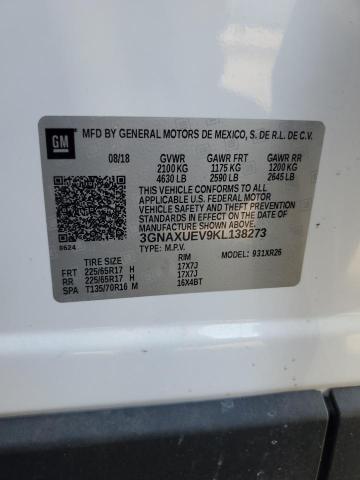 GM
MFD BY GENERAL MOTORS DE MEXICO, S. DE R.L. DE C.V.
08/18 GVWR GAWR FRT GAWR RR
2100 KG 1175 KG 1200 KG
4630 LB 2590 LB 2645 LB
THIS VEHICLE CONFORMS TO ALL
APPLICABLE U.S. FEDERAL MOTOR
VEHICLE SAFETY, BUMPER, AND THEFT
PREVENTION STANDARDS IN
EFFECT ON THE DATE OF
MANUFACTURE SHOWN ABOVE.
3GNAXUEV9KL138273
8624
TYPE: M.P.V. MODEL: 931XR26
TIRE SIZE RIM
FRT 225/65R17 H 17X7J
RR 225/65R17 H 17X7J
SPA T135/70R16 M 16X4BT